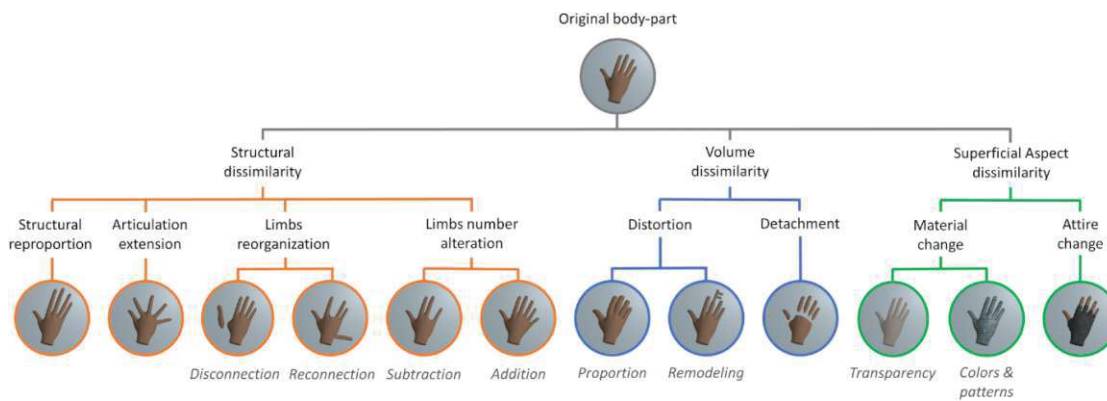 Original body-part
Structural
dissimilarity
Volume
dissimilarity
Superficial Aspect
dissimilarity
Structural
reproportion
Articulation
extension
Limbs
reorganization
Limbs number
alteration
Distortion
Detachment
Material
change
Attire
change
Disconnection
Reconnection
Subtraction
Addition
Proportion
Remodeling
Transparency
Colors &
patterns